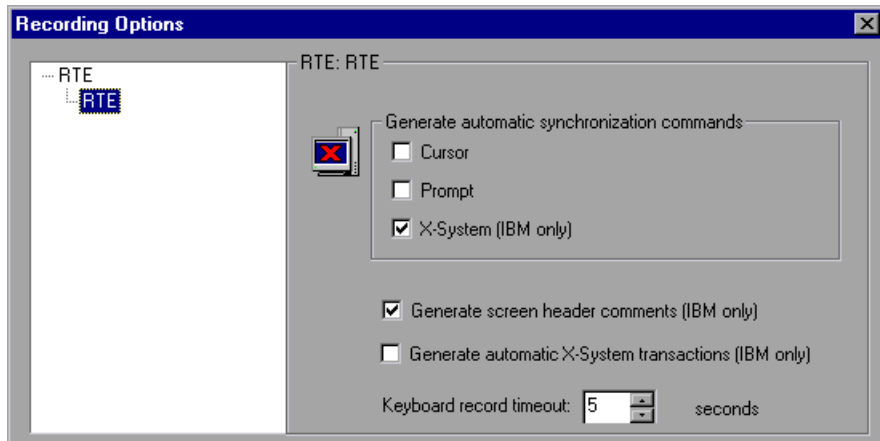 Recording Options
RTE
RTE
RTE: RTE
Generate automatic synchronization commands
Cursor
Prompt
X-System (IBM only)
Generate screen header comments (IBM only)
Generate automatic X-System transactions (IBM only)
Keyboard record timeout: 5 seconds